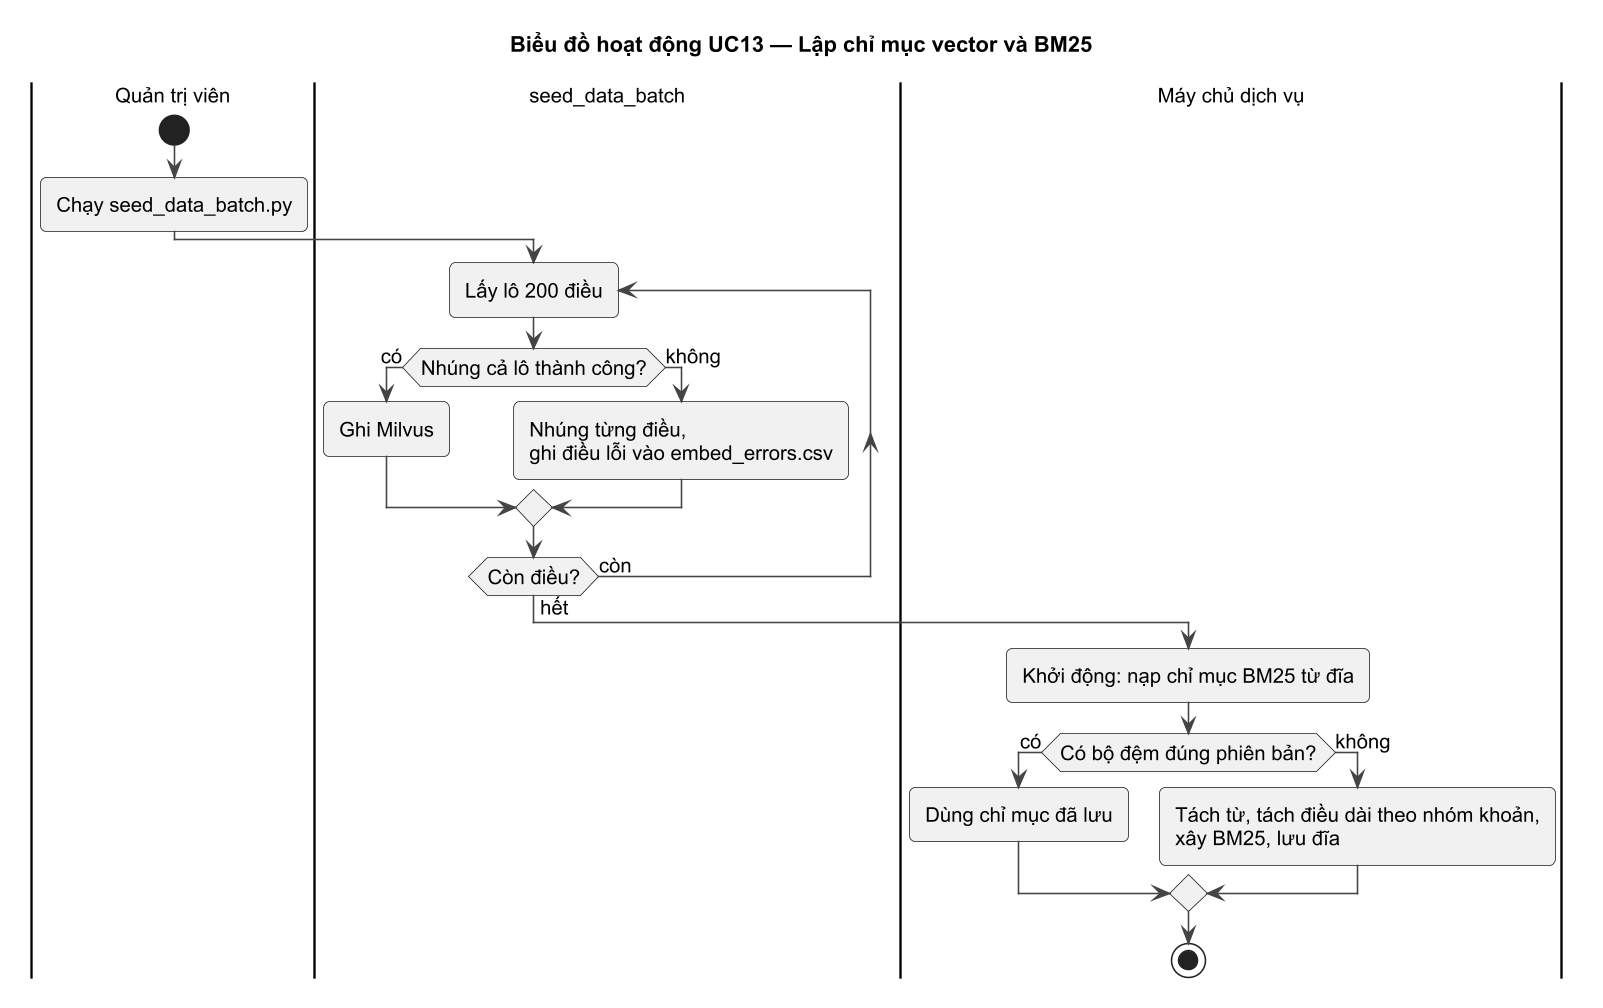 Biểu đồ hoạt động UC13 — Lập chỉ mục vector và BM25
Quản trị viên
seed_data_batch
Máy chủ dịch vụ
Chạy seed_data_batch.py
Lấy lô 200 điều
có
Nhúng cả lô thành công?
không
Ghi Milvus
Nhúng từng điều,
ghi điều lỗi vào embed_errors.csv
Còn điều?
còn
hết
Khởi động: nạp chỉ mục BM25 từ đĩa
có
Có bộ đệm đúng phiên bản?
không
Dùng chỉ mục đã lưu
Tách từ, tách điều dài theo nhóm khoản,
xây BM25, lưu đĩa